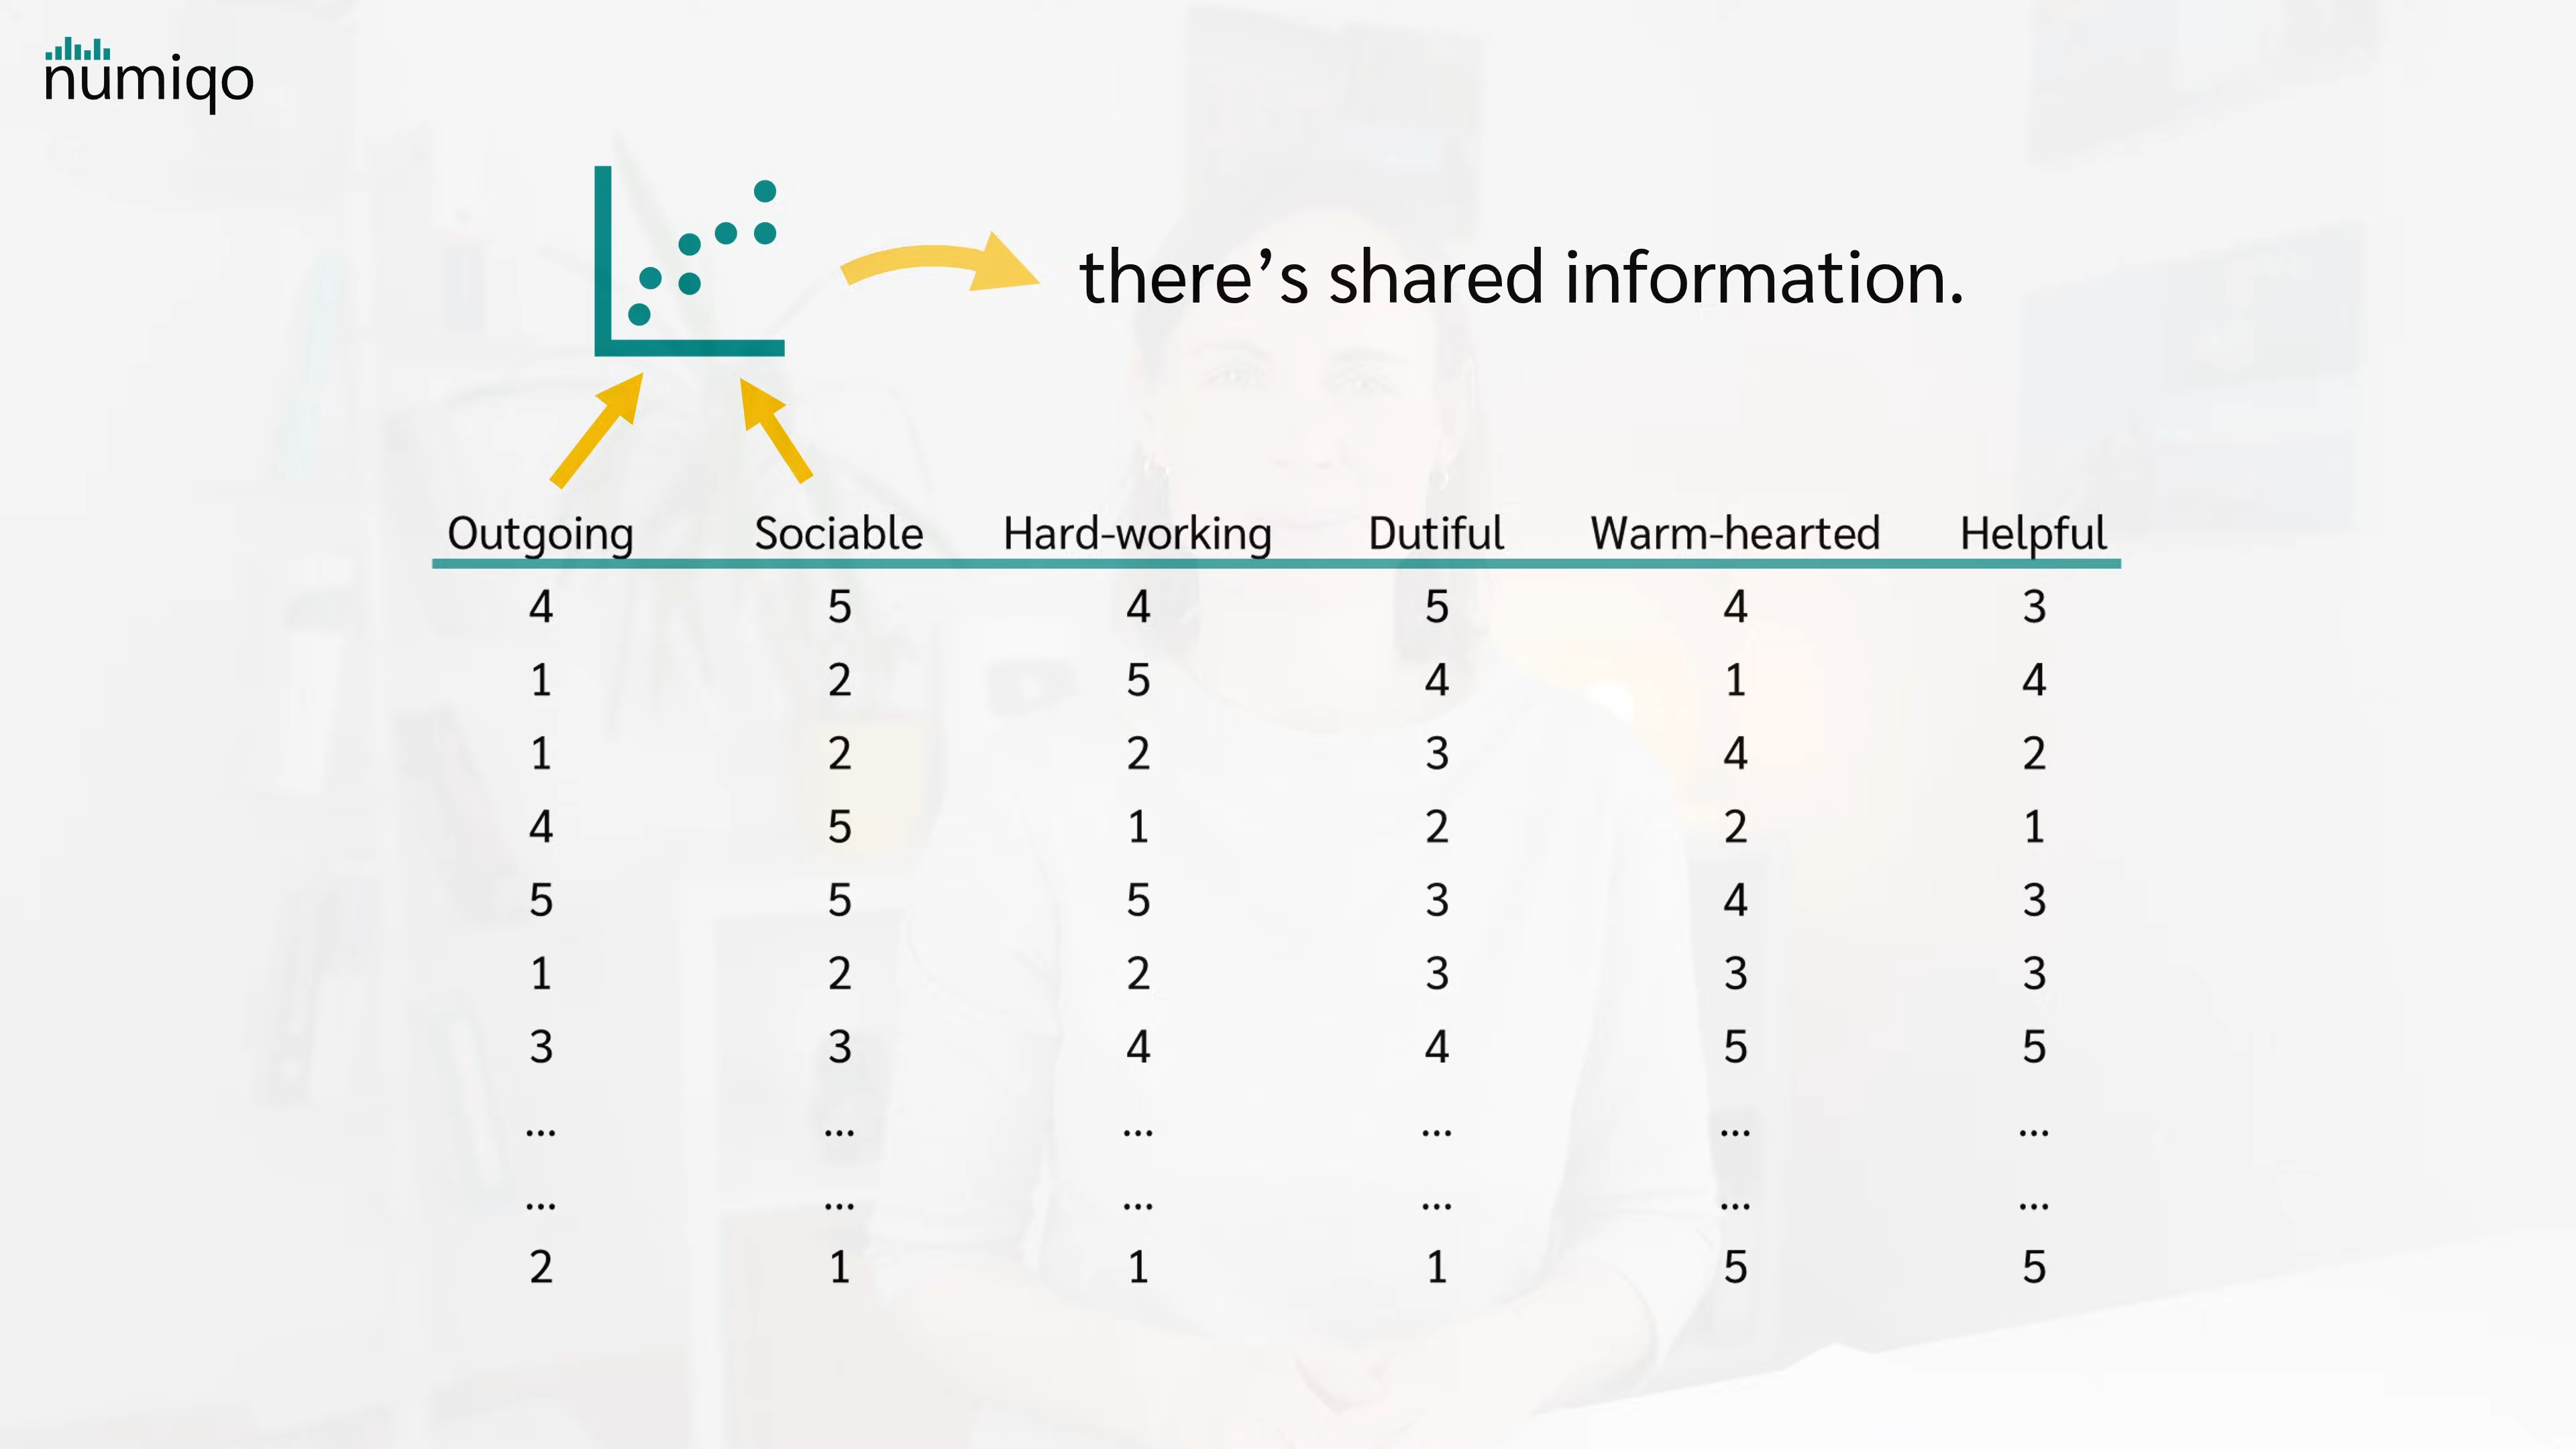 numiqo
there’s shared information.
Outgoing Sociable Hard-working Dutiful Warm-hearted Helpful
4 5 4 5 4 3
1 2 5 4 1 4
1 2 2 3 4 2
4 5 1 2 2 1
5 5 5 3 4 3
1 2 2 3 3 3
3 3 4 4 5 5
... ... ... ... ... ...
... ... ... ... ... ...
2 1 1 1 5 5